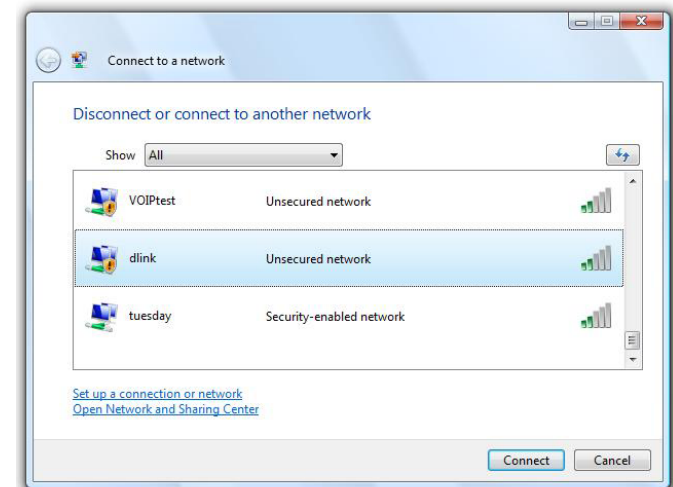 Connect to a network
Disconnect or connect to another network
Show All
VOIPtest Unsecured network
dlink Unsecured network
tuesday Security-enabled network
Set up a connection or network
Open Network and Sharing Center
Connect Cancel